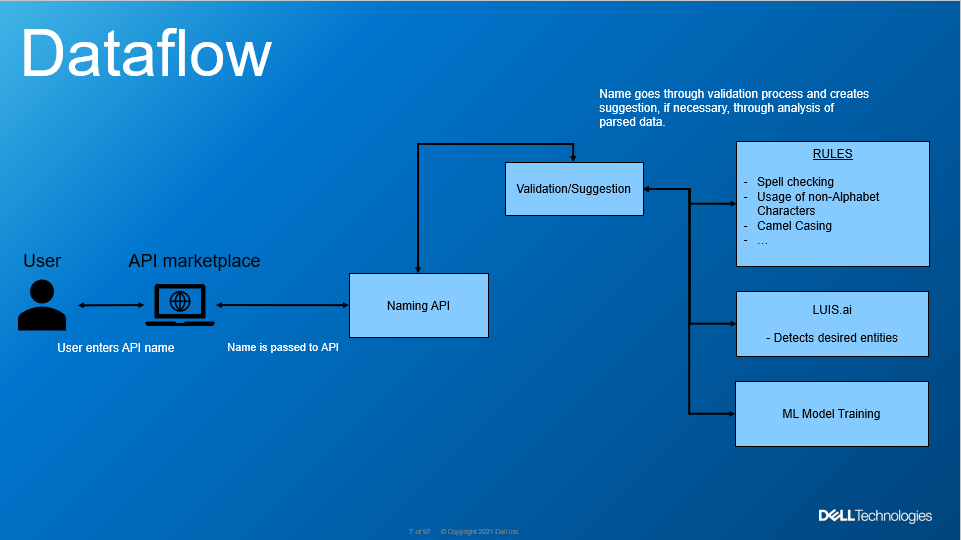 Dataflow
Name goes through validation process and creates
suggestion, if necessary, through analysis of
parsed data.
RULES
- Spell checking
- Usage of non-Alphabet
Characters
- Camel Casing
- ...
Validation/Suggestion
User
API marketplace
Naming API
LUIS.ai
- Detects desired entities
User enters API name
Name is passed to API
ML Model Training
DELLTechnologies
7 of 97 © Copyright 2021 Dell Inc